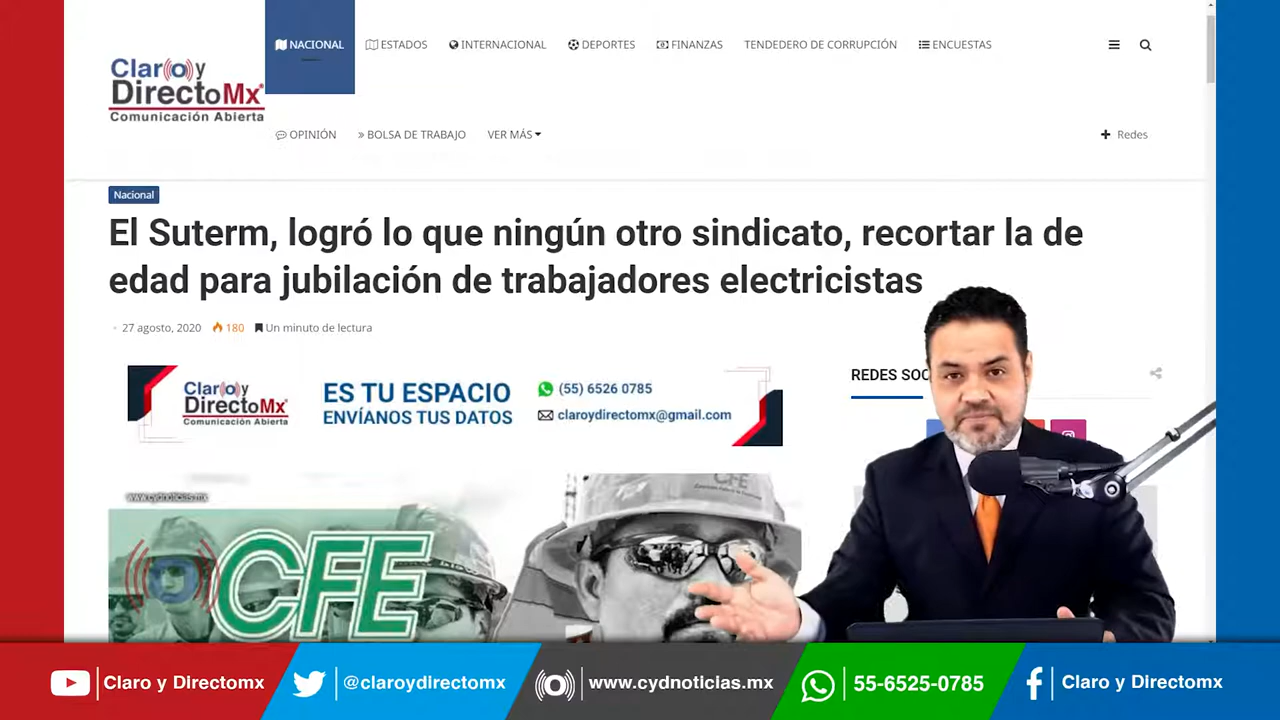 NACIONAL
ESTADOS
INTERNACIONAL
DEPORTES
FINANZAS
TENDEDERO DE CORRUPCIÓN
ENCUESTAS
Claro y
DirectoMx
Comunicación Abierta
OPINIÓN
» BOLSA DE TRABAJO
VER MÁS
+ Redes
Nacional
El Suterm, logró lo que ningún otro sindicato, recortar la de
edad para jubilación de trabajadores electricistas
27 agosto, 2020
180
Un minuto de lectura
Claro y
DirectoMx
Comunicación Abierta
ES TU ESPACIO
ENVÍANOS TUS DATOS
(55) 6526 0785
claroydirectomx@gmail.com
REDES SOC
www.cydnoticias.mx
CFE
CFE
Claro y Directomx
@claroydirectomx
www.cydnoticias.mx
55-6525-0785
Claro y Directomx